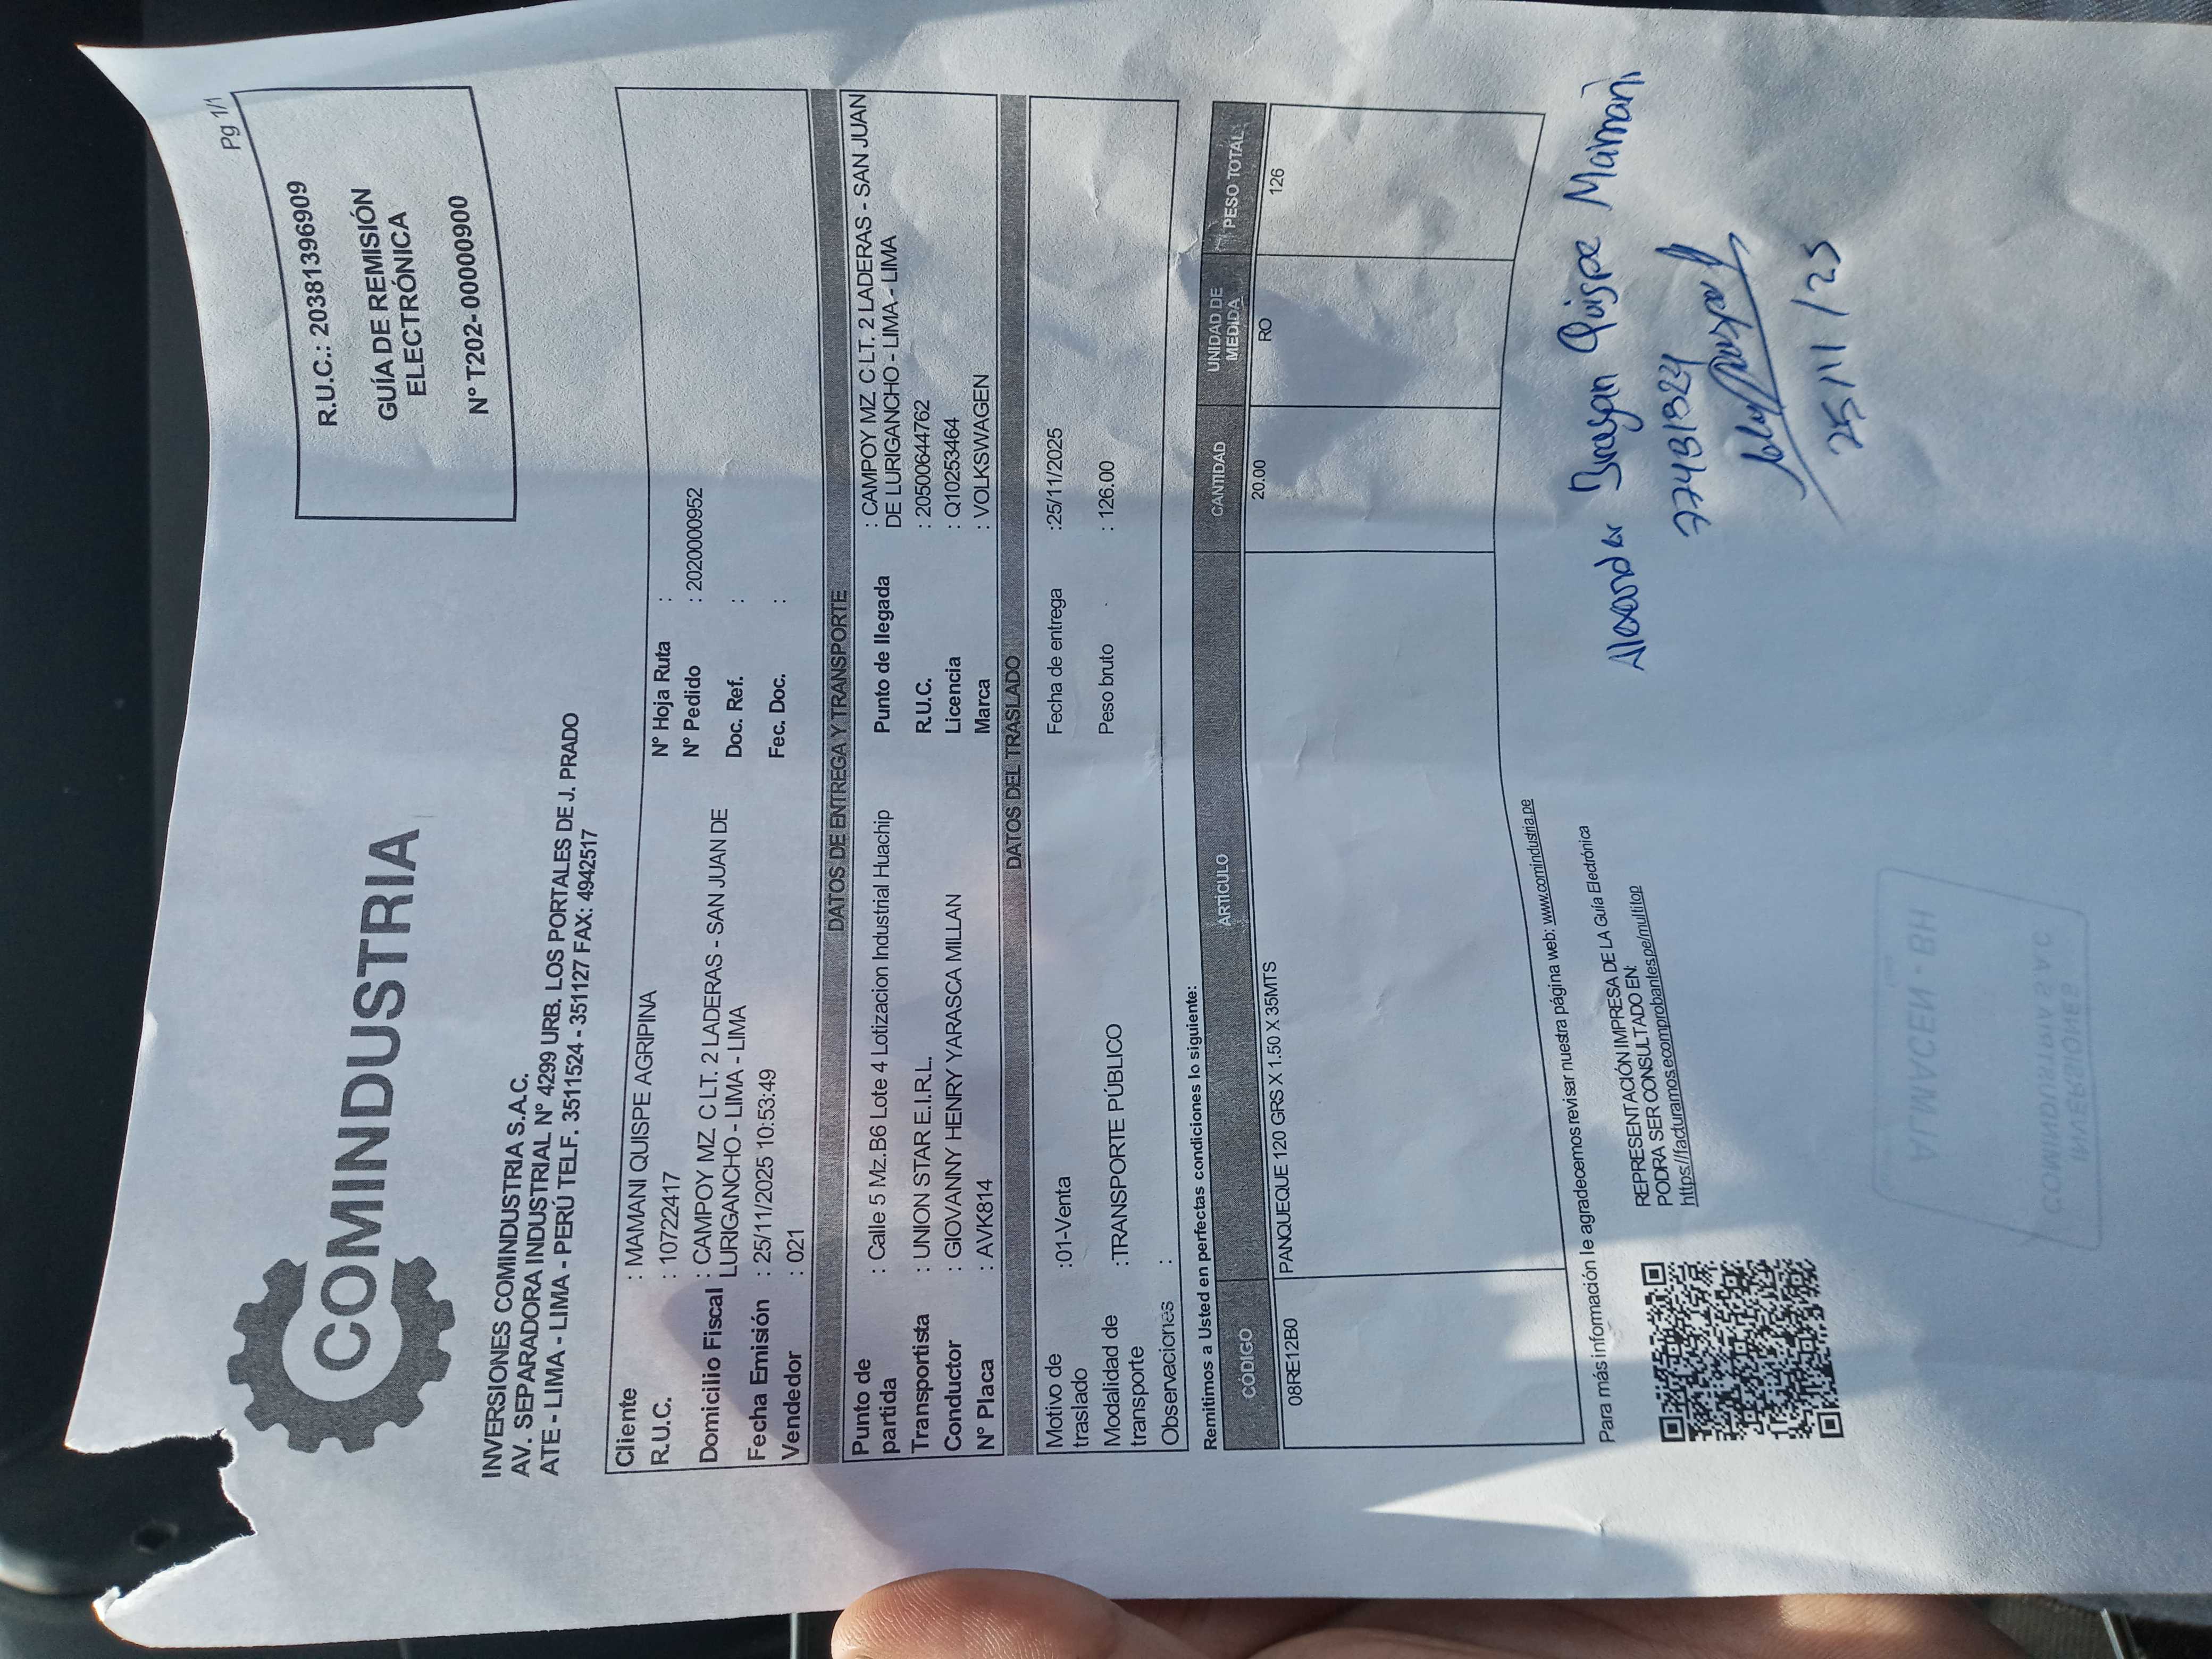 Pg 1/1
COMINDUSTRIA
R.U.C.: 20381396909
GUÍA DE REMISIÓN
ELECTRÓNICA
N° T202-00000900
INVERSIONES COMINDUSTRIA S.A.C.
AV. SEPARADORA INDUSTRIAL N° 4299 URB. LOS PORTALES DE J. PRADO
ATE - LIMA - LIMA - PERÚ TELF. 3511524 - 351127 FAX: 4942517
Cliente : MAMANI QUISPE AGRIPINA
R.U.C. : 10722417
Domicilio Fiscal : CAMPOY MZ. C LT. 2 LADERAS - SAN JUAN DE
LURIGANCHO - LIMA - LIMA
Fecha Emisión : 25/11/2025 10:53:49
Vendedor : 021
N° Hoja Ruta :
N° Pedido : 2020000952
Doc. Ref. :
Fec. Doc. :
DATOS DE ENTREGA Y TRANSPORTE
Punto de partida : Calle 5 Mz.B6 Lote 4 Lotizacion Industrial Huachip
Transportista : UNION STAR E.I.R.L.
Conductor : GIOVANNY HENRY YARASCA MILLAN
N° Placa : AVK814
Punto de llegada : CAMPOY MZ. C LT. 2 LADERAS - SAN JUAN
DE LURIGANCHO - LIMA - LIMA
R.U.C. : 20500644762
Licencia : Q10253464
Marca : VOLKSWAGEN
DATOS DEL TRASLADO
Motivo de traslado :01-Venta
Modalidad de transporte :TRANSPORTE PÚBLICO
Observaciones :
Fecha de entrega :25/11/2025
Peso bruto : 126.00
Remitimos a Usted en perfectas condiciones lo siguiente:
CÓDIGO ARTÍCULO CANTIDAD UNIDAD DE MEDIDA PESO TOTAL
08RE12B0 PANQUEQUE 120 GRS X 1.50 X 35MTS 20.00 RO 126
Para más información le agradecemos revisar nuestra página web: www.comindustria.pe
REPRESENTACIÓN IMPRESA DE LA Guía Electrónica
PODRA SER CONSULTADO EN:
https://facturamos.ecomprobantes.pe/multitop
Alexander Brayan Quispe Mamani
77431324
25/11/25
INVERSIONES
COMINDUSTRIA S.A.C
ALMACEN - BH